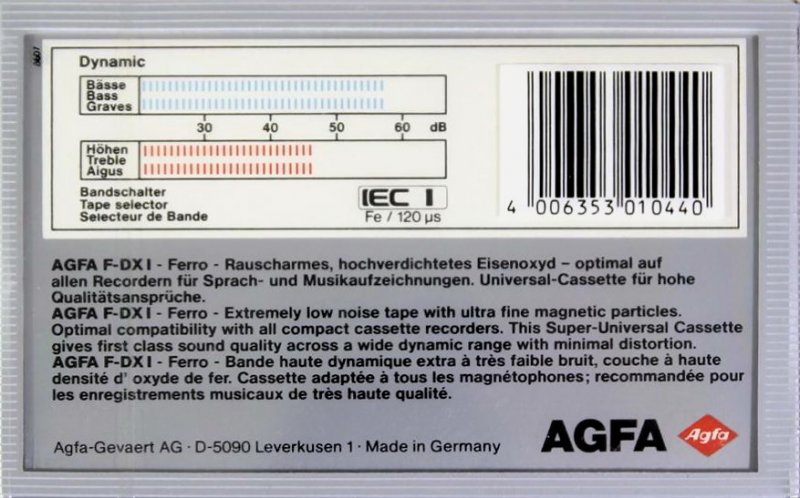 8607
Dynamic
Bässe
Bass
Graves
30 40 50 60 dB
Höhen
Treble
Aigus
Bandschalter
Tape selector
Selecteur de Bande
IEC I
Fe / 120 µs
4 006353 010440
AGFA F-DX I - Ferro - Rauscharmes, hochverdichtetes Eisenoxyd – optimal auf
allen Recordern für Sprach- und Musikaufzeichnungen. Universal-Cassette für hohe
Qualitätsansprüche.
AGFA F-DX I - Ferro - Extremely low noise tape with ultra fine magnetic particles.
Optimal compatibility with all compact cassette recorders. This Super-Universal Cassette
gives first class sound quality across a wide dynamic range with minimal distortion.
AGFA F-DX I - Ferro - Bande haute dynamique extra à très faible bruit, couche à haute
densité d' oxyde de fer. Cassette adaptée à tous les magnétophones; recommandée pour
les enregistrements musicaux de très haute qualité.
Agfa-Gevaert AG · D-5090 Leverkusen 1 · Made in Germany
AGFA Agfa